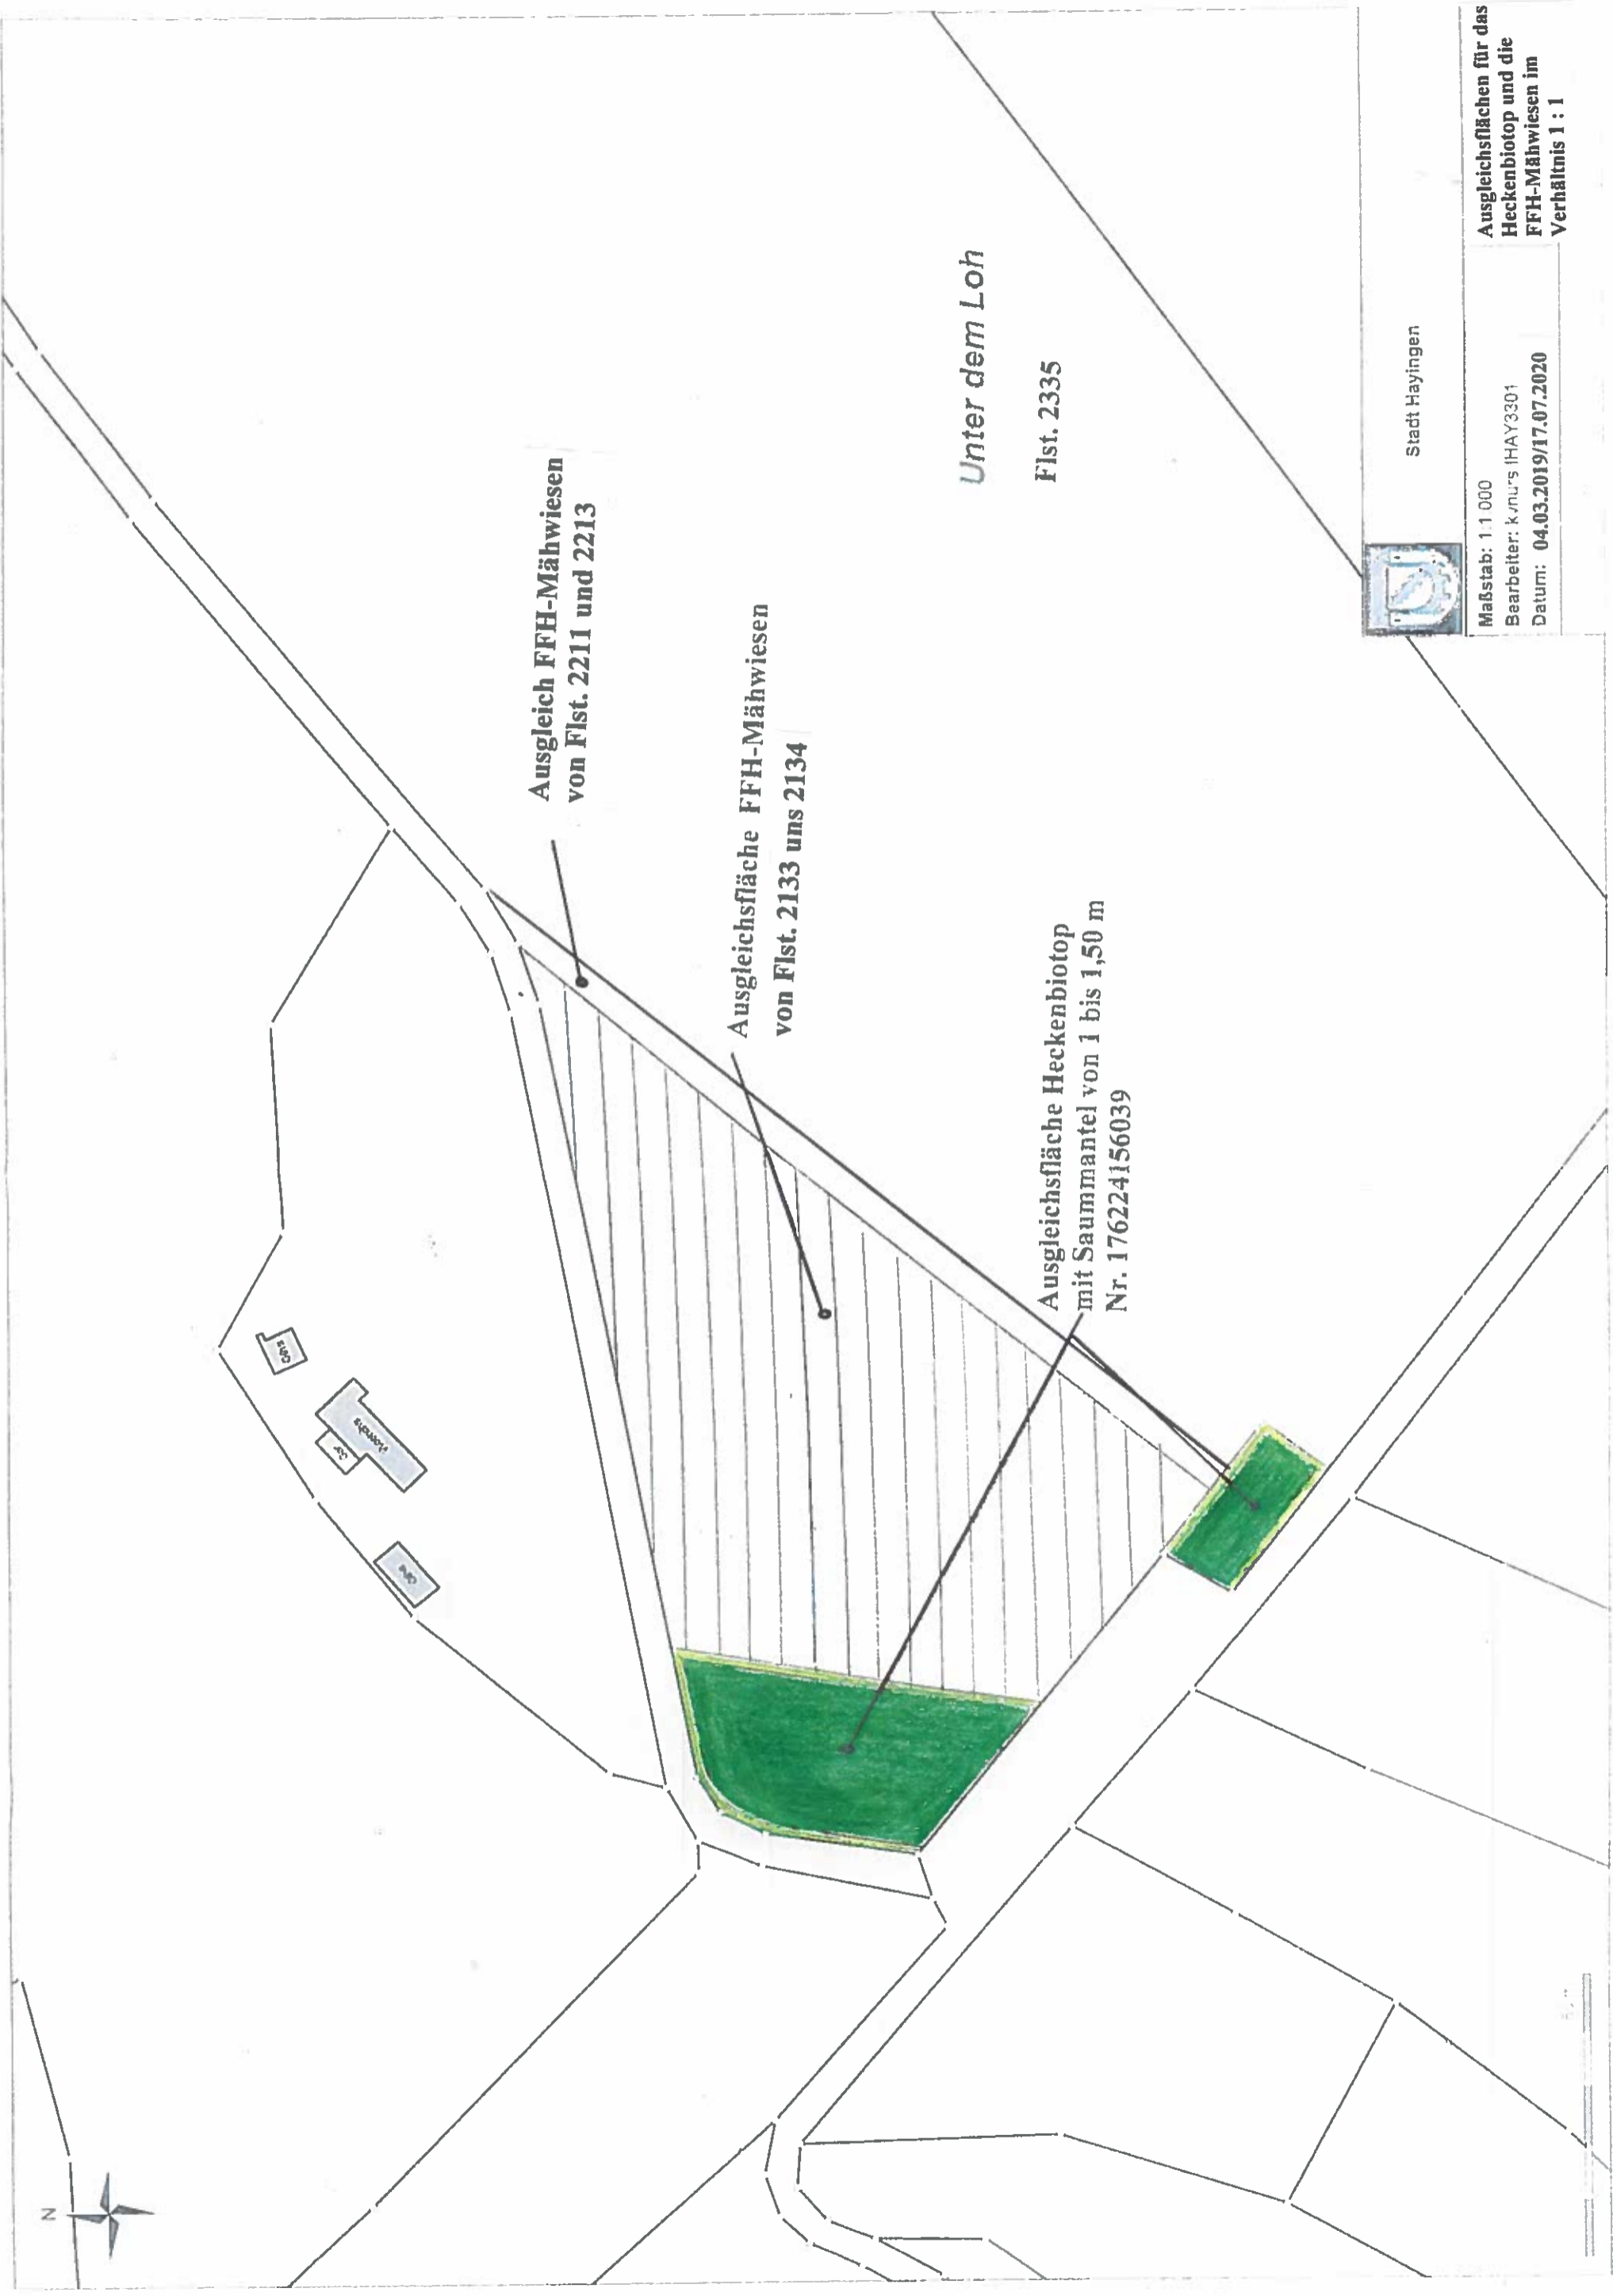 N
Ausgleich FFH-Mähwiesen
von Flst. 2211 und 2213
Ausgleichsfläche FFH-Mähwiesen
von Flst. 2133 uns 2134
Unter dem Loh
Flst. 2335
Ausgleichsfläche Heckenbiotop
mit Saummantel von 1 bis 1,50 m
Nr. 176224156039
Stadt Hayingen
Maßstab: 1:1 000
Bearbeiter:
Datum: 04.03.2019/17.07.2020
Ausgleichsflächen für das
Heckenbiotop und die
FFH-Mähwiesen im
Verhältnis 1 : 1